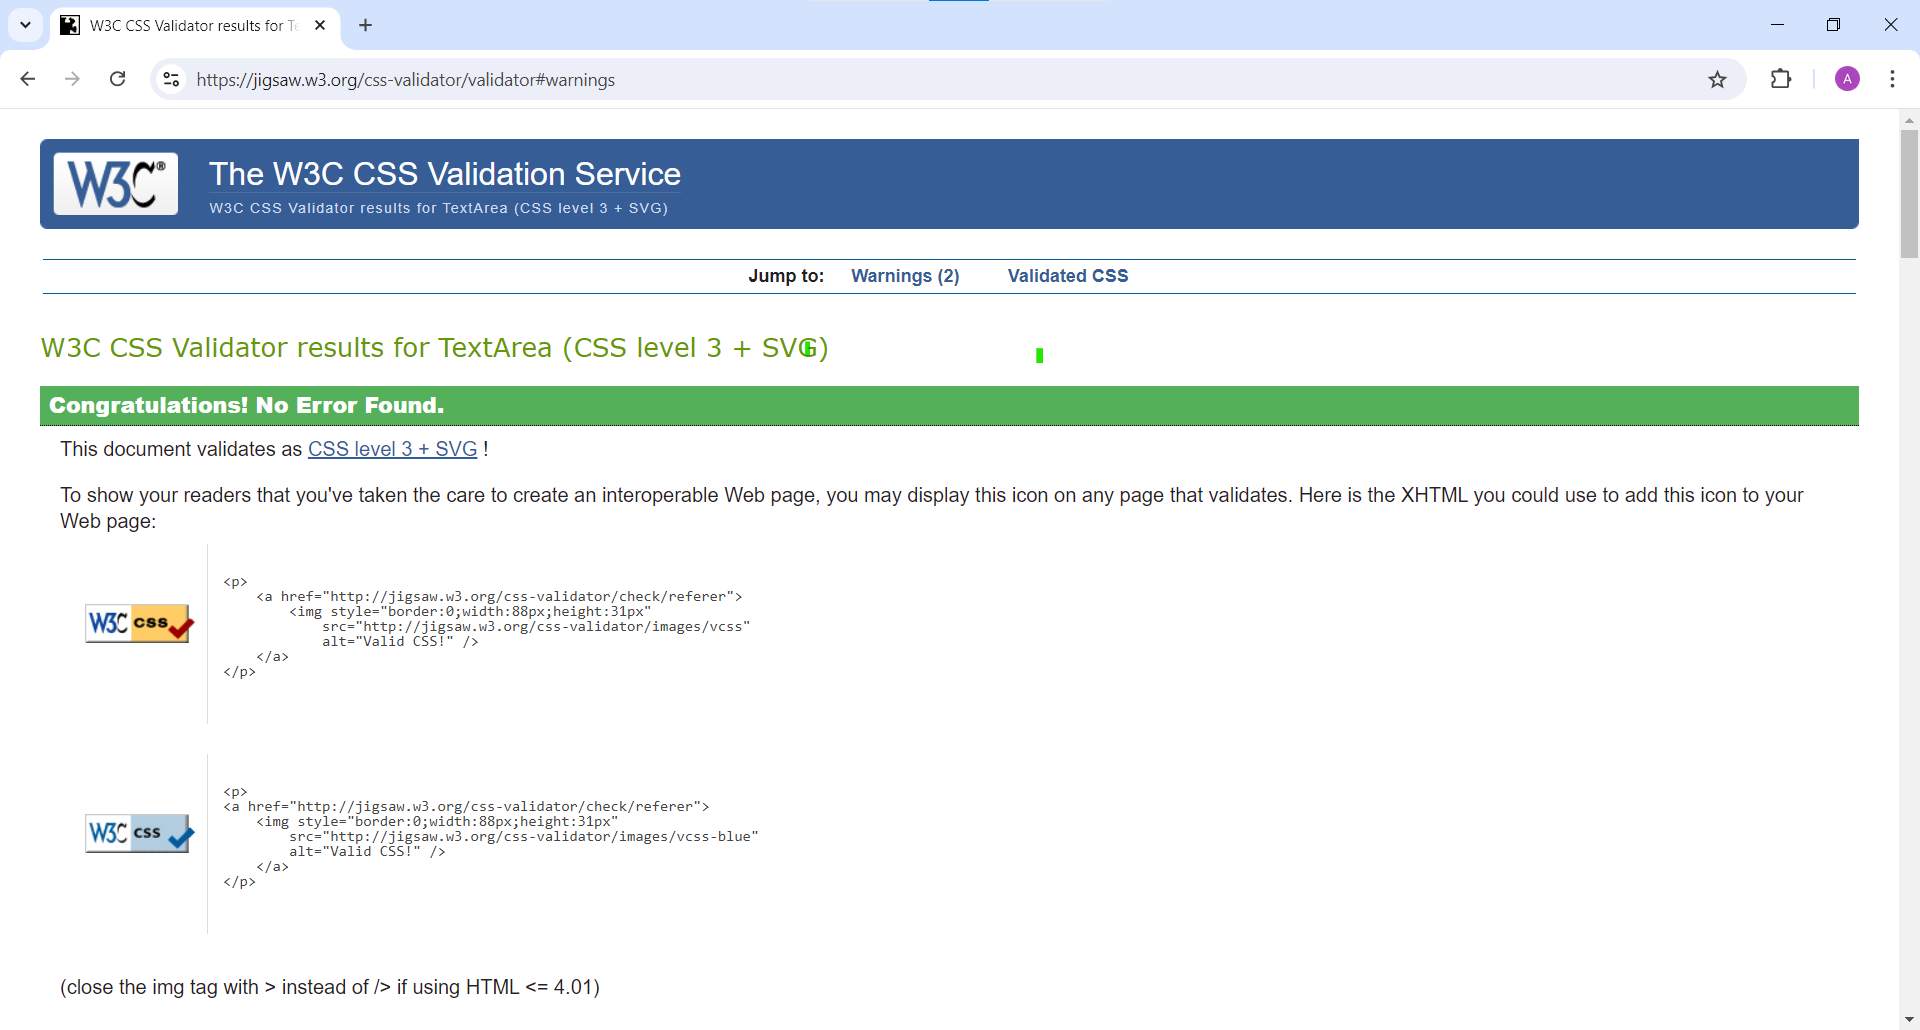 W3C CSS Validator results for Te
https://jigsaw.w3.org/css-validator/validator#warnings
A
W3C®
The W3C CSS Validation Service
W3C CSS Validator results for TextArea (CSS level 3 + SVG)
Jump to: Warnings (2) Validated CSS
W3C CSS Validator results for TextArea (CSS level 3 + SVG)
Congratulations! No Error Found.
This document validates as CSS level 3 + SVG !
To show your readers that you've taken the care to create an interoperable Web page, you may display this icon on any page that validates. Here is the XHTML you could use to add this icon to your
Web page:
<p>
<a href="http://jigsaw.w3.org/css-validator/check/referer">
<img style="border:0;width:88px;height:31px"
src="http://jigsaw.w3.org/css-validator/images/vcss"
alt="Valid CSS!" />
</a>
</p>
W3C css
<p>
<a href="http://jigsaw.w3.org/css-validator/check/referer">
<img style="border:0;width:88px;height:31px"
src="http://jigsaw.w3.org/css-validator/images/vcss-blue"
alt="Valid CSS!" />
</a>
</p>
W3C css
(close the img tag with > instead of /> if using HTML <= 4.01)